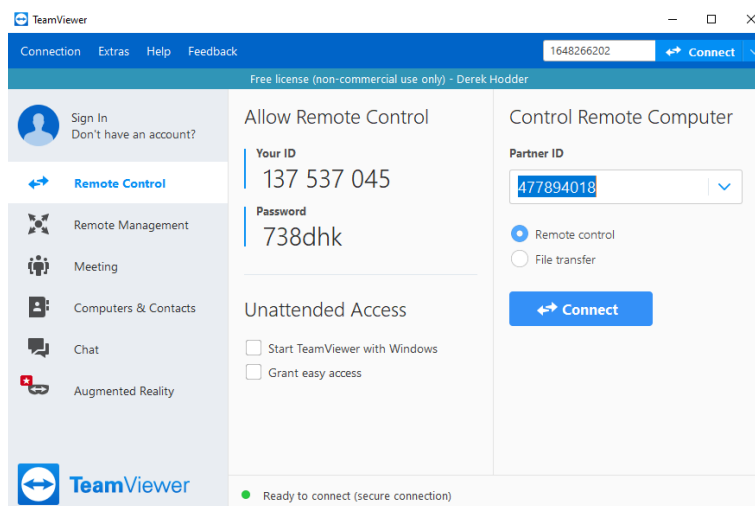 TeamViewer
Connection Extras Help Feedback
1648266202
Connect
Free license (non-commercial use only) - Derek Hodder
Sign In
Don't have an account?
Remote Control
Remote Management
Meeting
Computers & Contacts
Chat
Augmented Reality
TeamViewer
Allow Remote Control
Your ID
137 537 045
Password
738dhk
Unattended Access
Start TeamViewer with Windows
Grant easy access
Control Remote Computer
Partner ID
477894018
Remote control
File transfer
Connect
Ready to connect (secure connection)